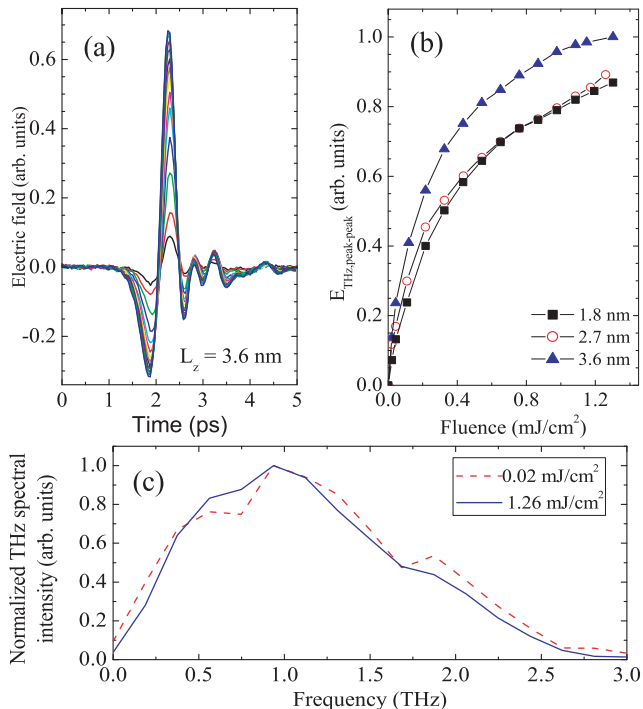 (a)
Electric field (arb. units)
0.6
0.4
0.2
0.0
-0.2
L_z = 3.6 nm
0 1 2 3 4 5
Time (ps)
(b)
E_THz,peak-peak (arb. units)
1.0
0.8
0.6
0.4
0.2
0.0
1.8 nm
2.7 nm
3.6 nm
0.0 0.4 0.8 1.2
Fluence (mJ/cm²)
(c)
Normalized THz spectral
intensity (arb. units)
1.0
0.8
0.6
0.4
0.2
0.0
0.02 mJ/cm²
1.26 mJ/cm²
0.0 0.5 1.0 1.5 2.0 2.5 3.0
Frequency (THz)